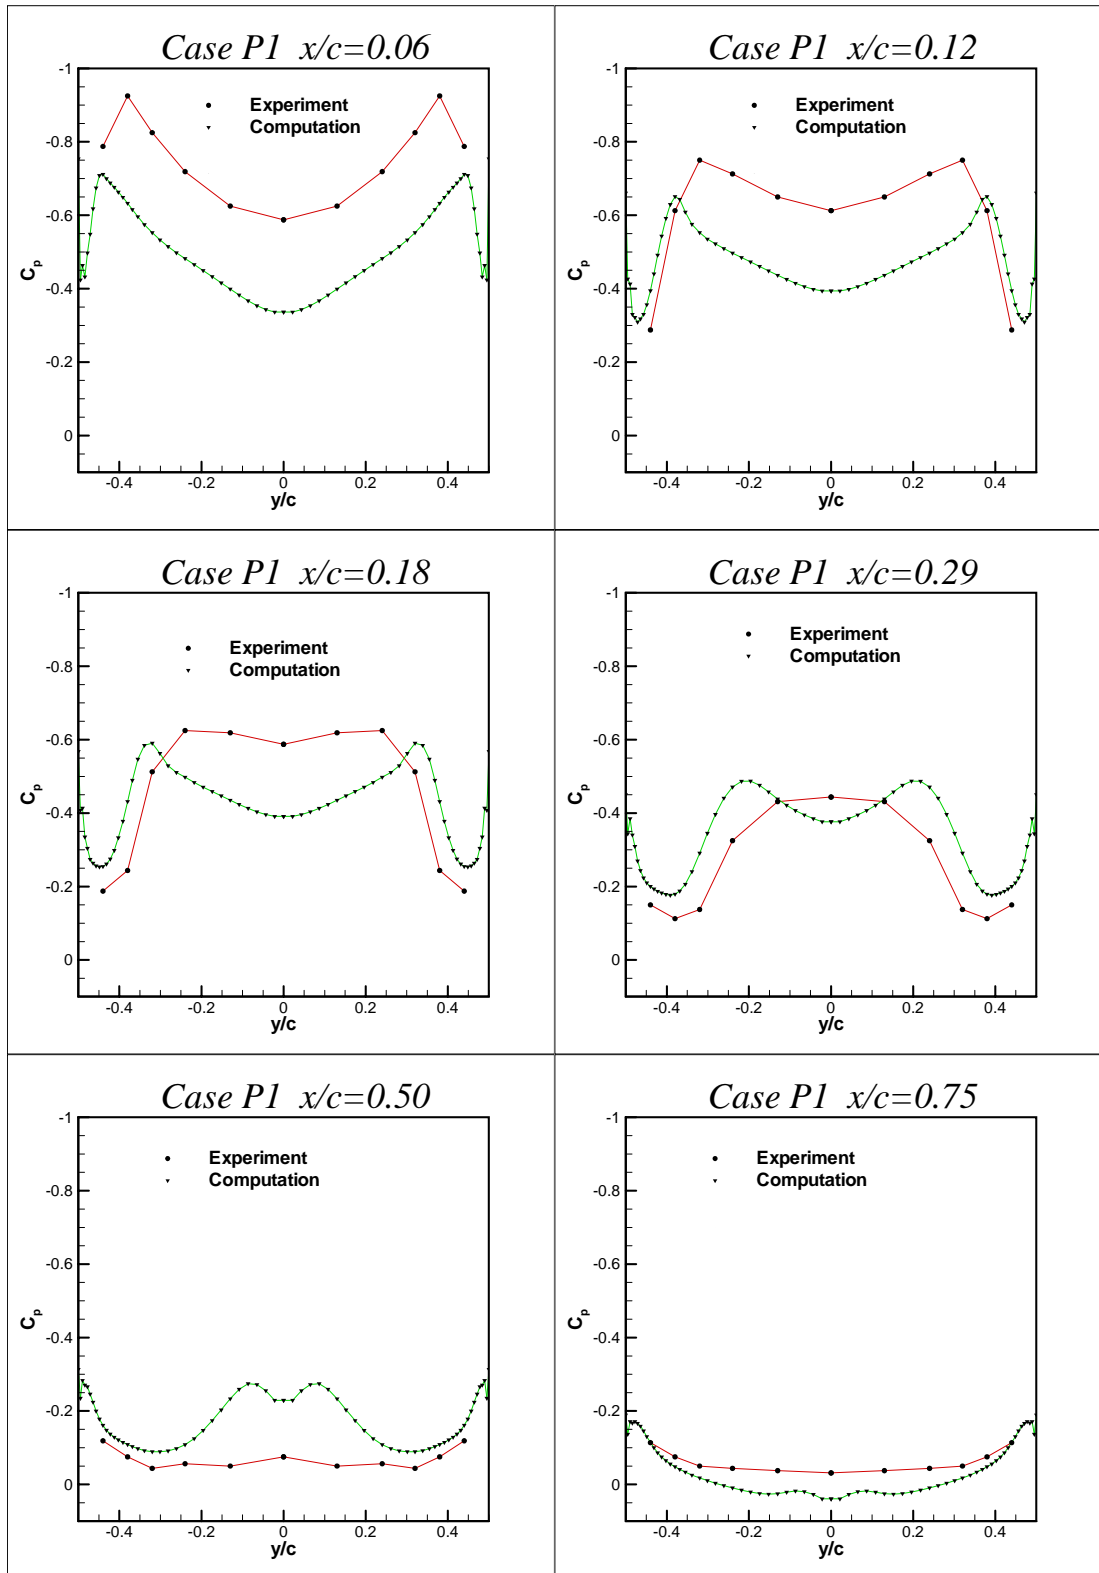 Case P1 x/c=0.06
-1
-0.8
-0.6
-0.4
-0.2
0
Cp
Experiment
Computation
-0.4
-0.2
0
0.2
0.4
y/c
Case P1 x/c=0.12
-1
-0.8
-0.6
-0.4
-0.2
0
Cp
Experiment
Computation
-0.4
-0.2
0
0.2
0.4
y/c
Case P1 x/c=0.18
-1
-0.8
-0.6
-0.4
-0.2
0
Cp
Experiment
Computation
-0.4
-0.2
0
0.2
0.4
y/c
Case P1 x/c=0.29
-1
-0.8
-0.6
-0.4
-0.2
0
Cp
Experiment
Computation
-0.4
-0.2
0
0.2
0.4
y/c
Case P1 x/c=0.50
-1
-0.8
-0.6
-0.4
-0.2
0
Cp
Experiment
Computation
-0.4
-0.2
0
0.2
0.4
y/c
Case P1 x/c=0.75
-1
-0.8
-0.6
-0.4
-0.2
0
Cp
Experiment
Computation
-0.4
-0.2
0
0.2
0.4
y/c